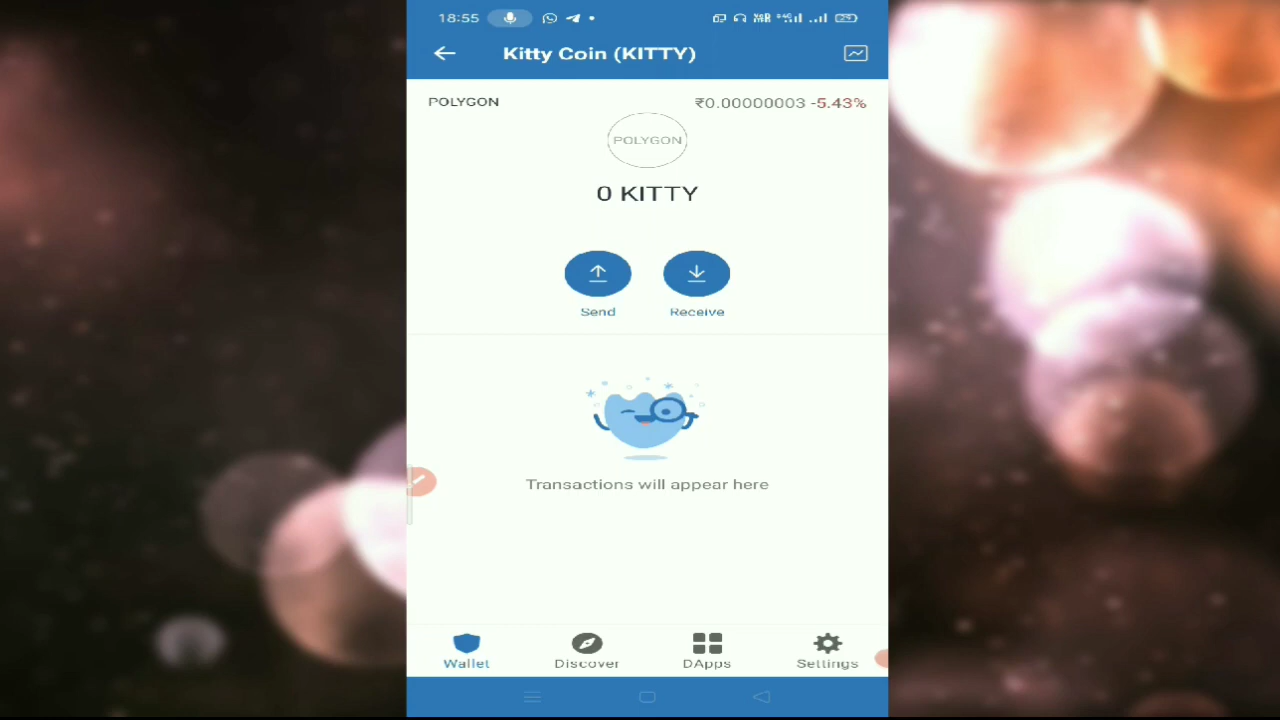 18:55
Kitty Coin (KITTY)
POLYGON
₹0.00000003 -5.43%
POLYGON
0 KITTY
Send
Receive
Transactions will appear here
Wallet
Discover
DApps
Settings